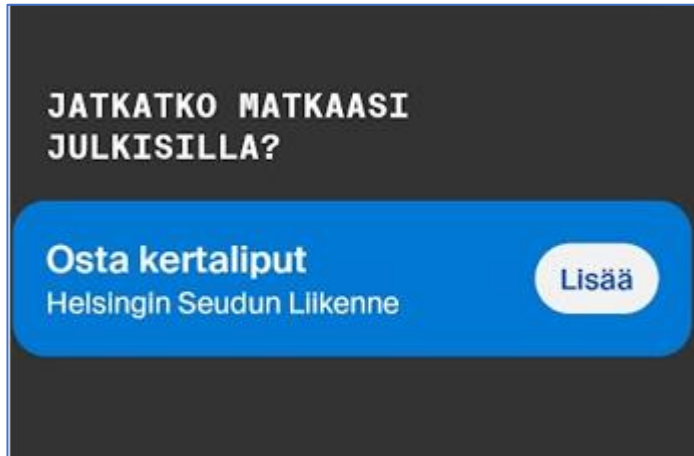 JATKATKO MATKAASI
JULKISILLA?
Osta kertaliput
Helsingin Seudun Liikenne
Lisää